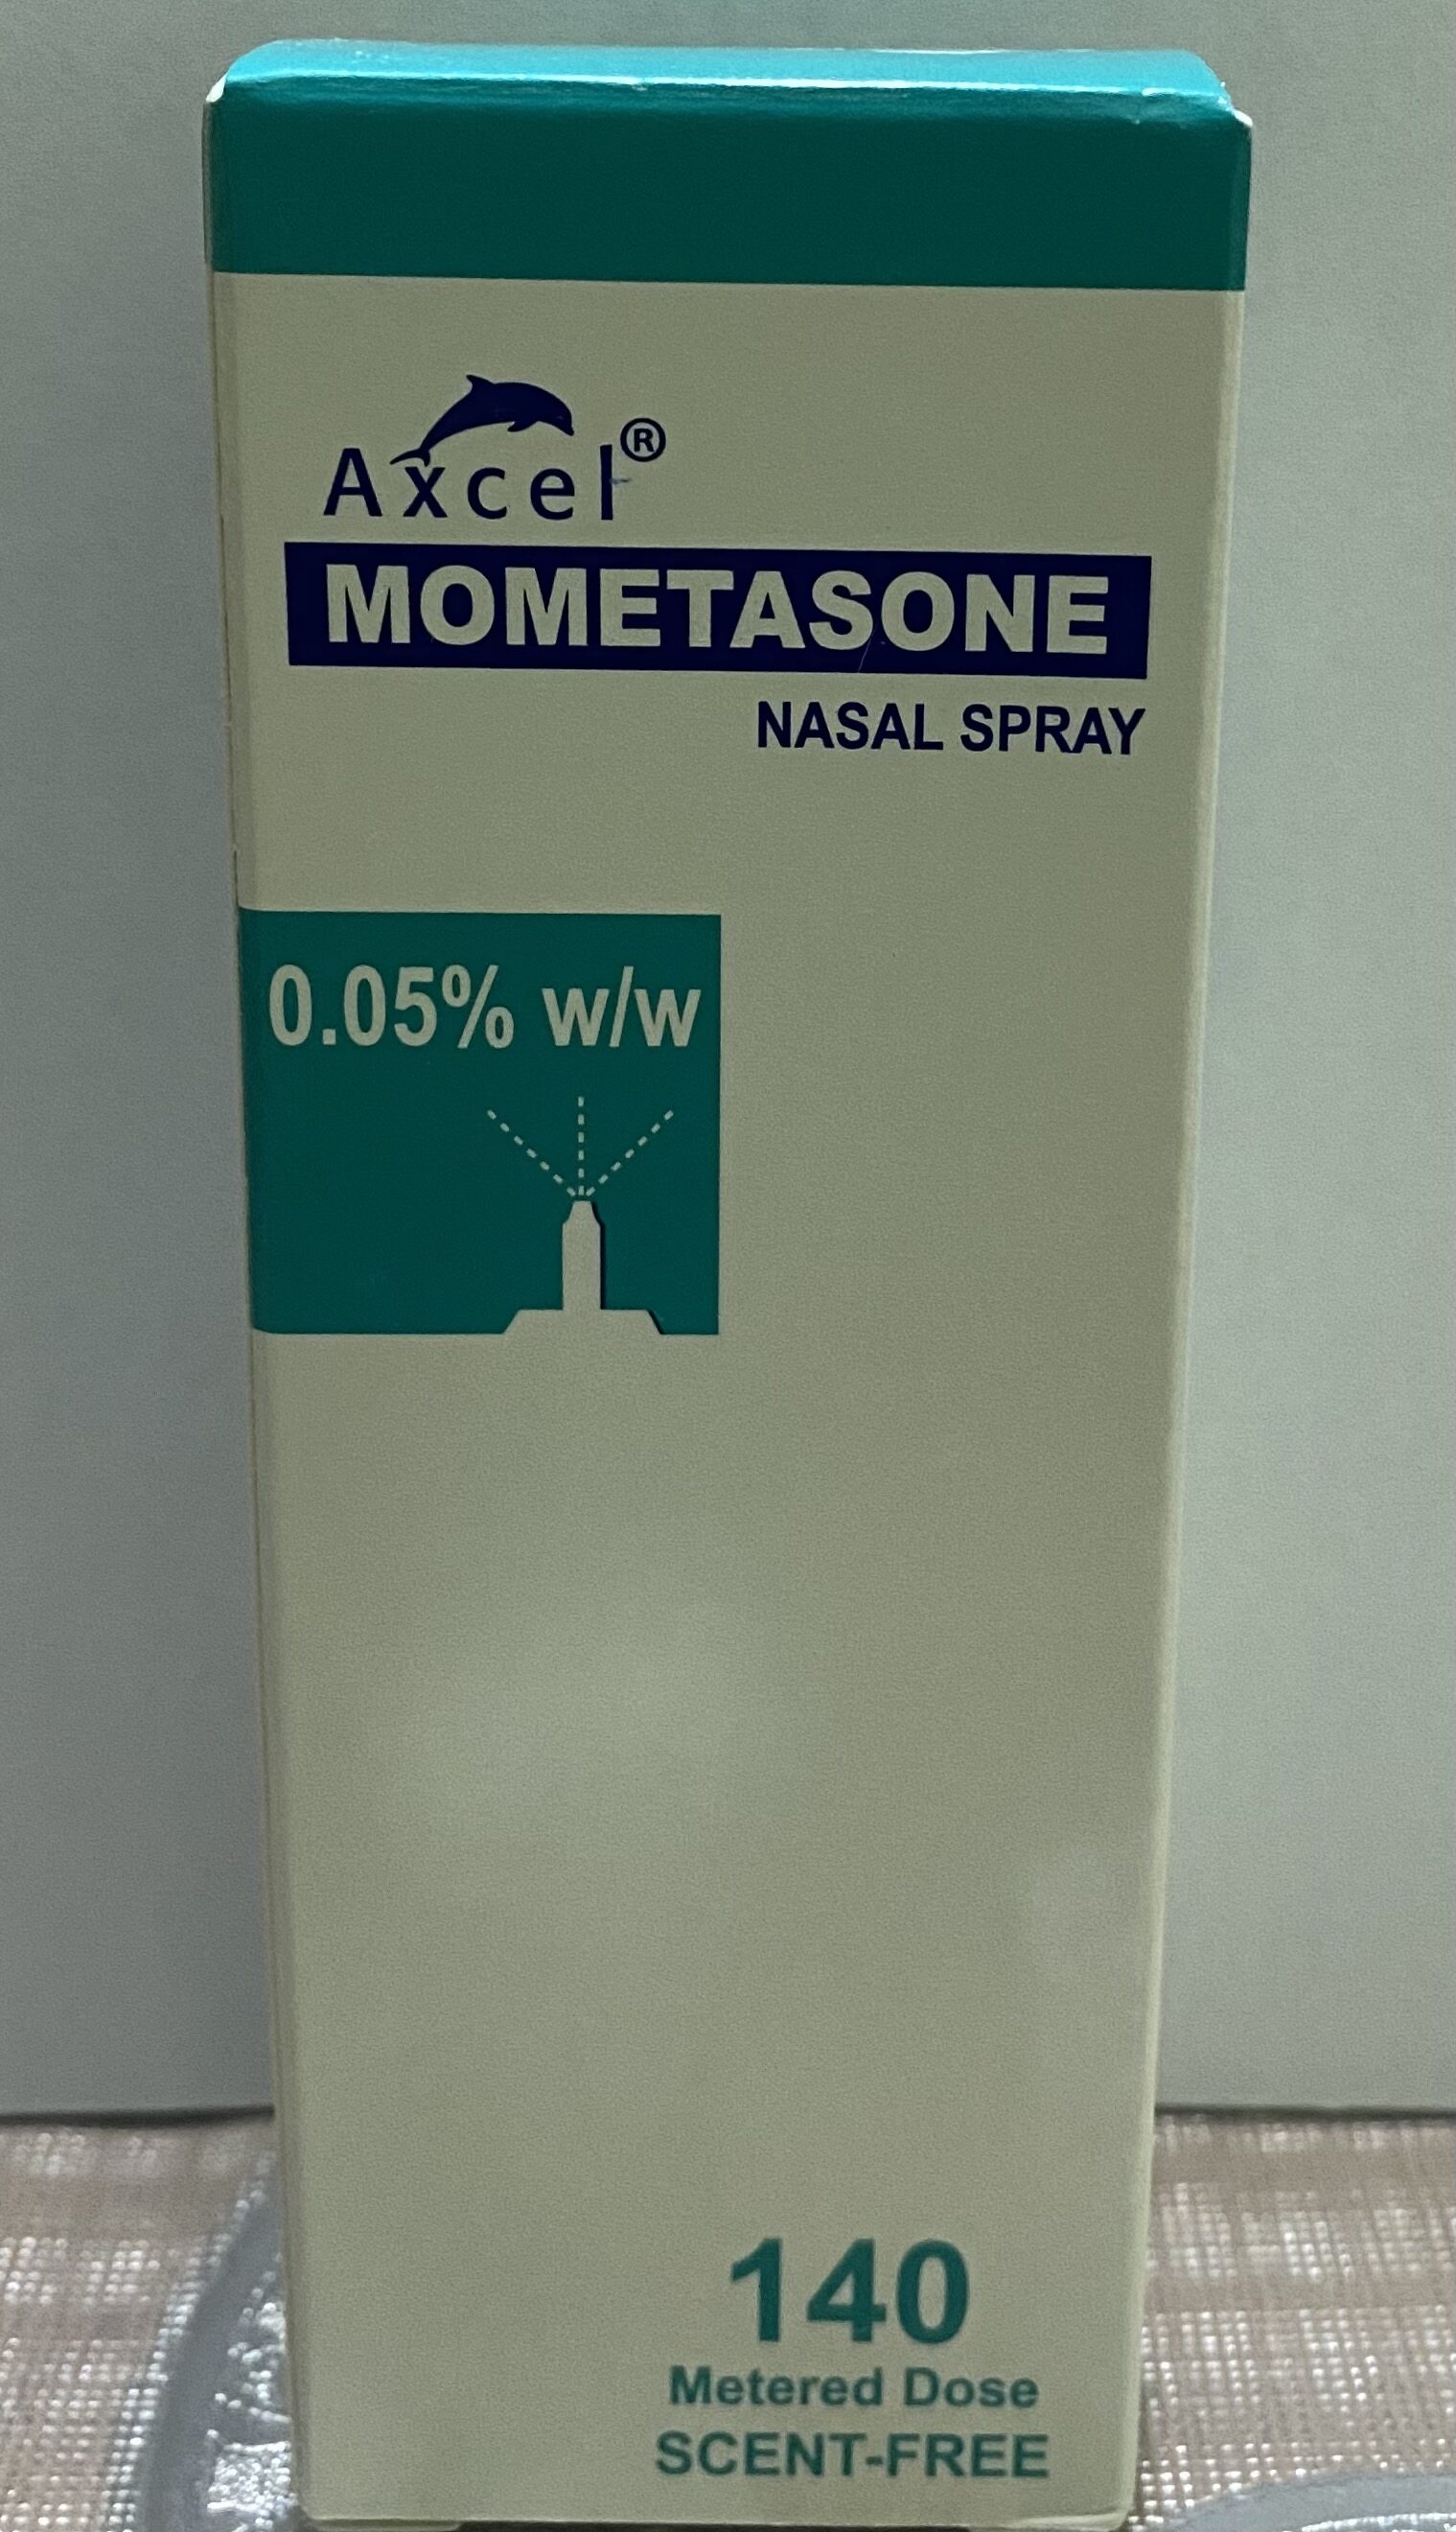 Axcel®
MOMETASONE
NASAL SPRAY
0.05% w/w
140
Metered Dose
SCENT-FREE